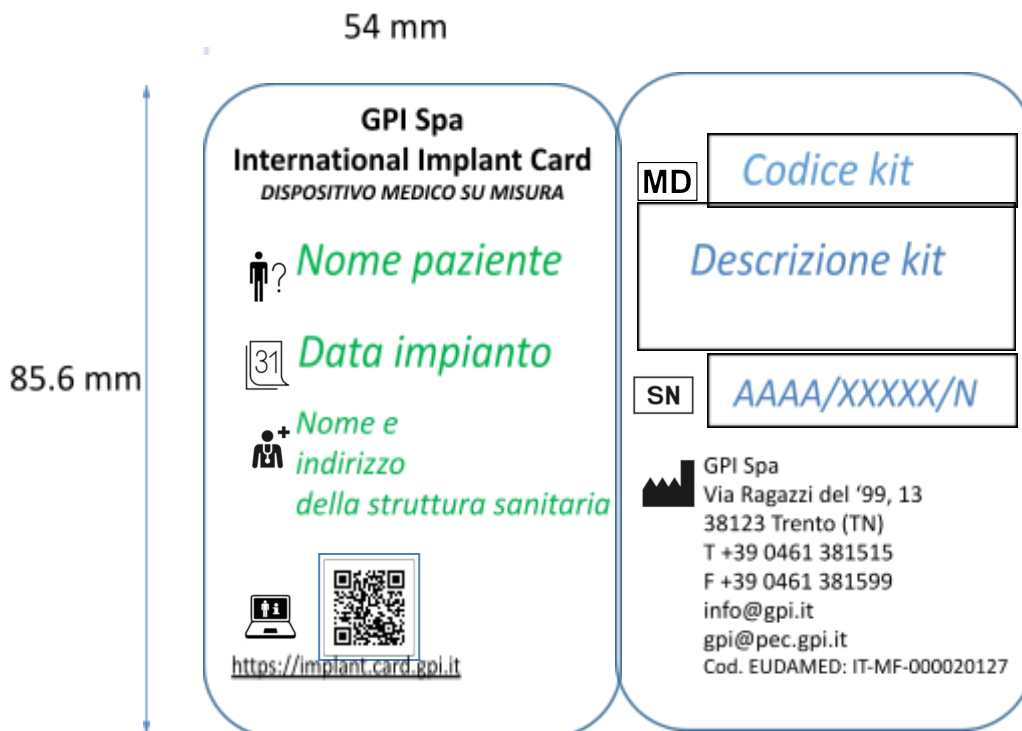 54 mm
85.6 mm
GPI Spa
International Implant Card
DISPOSITIVO MEDICO SU MISURA
?
Nome paziente
31
Data impianto
Nome e
indirizzo
della struttura sanitaria
https://implant.card.gpi.it
MD
Codice kit
Descrizione kit
SN
AAAA/XXXXX/N
GPI Spa
Via Ragazzi del ‘99, 13
38123 Trento (TN)
T +39 0461 381515
F +39 0461 381599
info@gpi.it
gpi@pec.gpi.it
Cod. EUDAMED: IT-MF-000020127